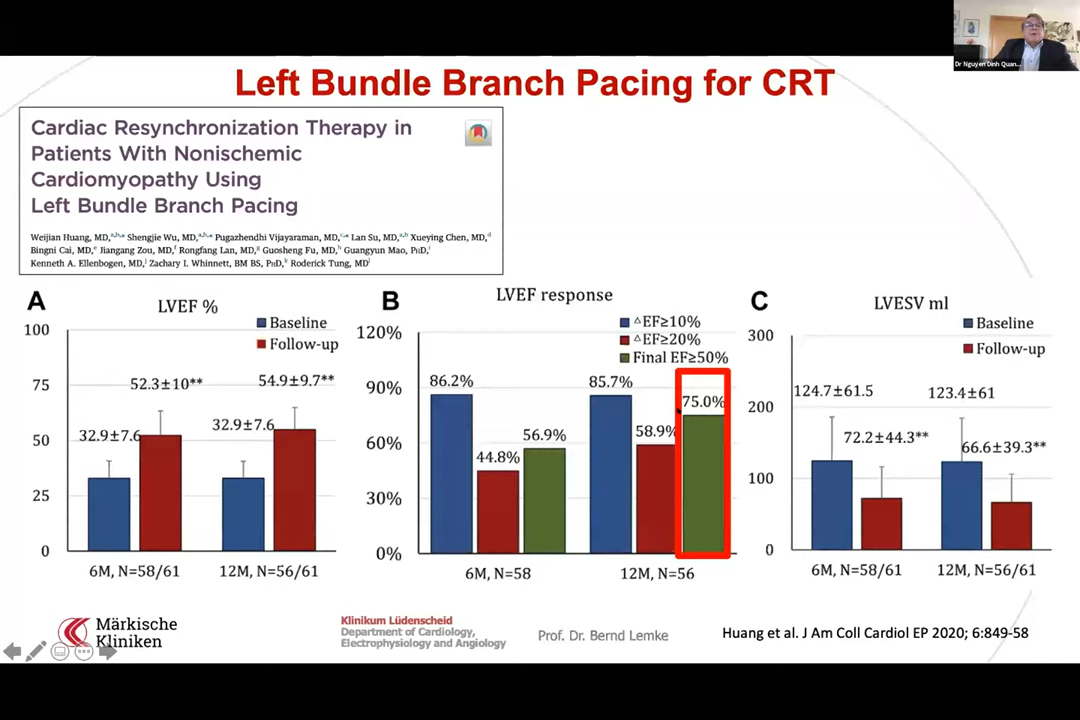 Dr Nguyen Dinh Quan...
Left Bundle Branch Pacing for CRT
Cardiac Resynchronization Therapy in
Patients With Nonischemic
Cardiomyopathy Using
Left Bundle Branch Pacing
Weijian Huang, MD,a,b,* Shengjie Wu, MD,a,b,* Pugazhendhi Vijayaraman, MD,c,* Lan Su, MD,a,b Xueying Chen, MD,d
Bingni Cai, MD,e Jiangang Zou, MD,f Rongfang Lan, MD,g Guosheng Fu, MD,h Guangyun Mao, PhD,i
Kenneth A. Ellenbogen, MD,j Zachary I. Whinnett, BM BS, PhD,k Roderick Tung, MDl
A
LVEF %
Baseline
Follow-up
100
75
50
25
0
32.9±7.6
52.3±10**
32.9±7.6
54.9±9.7**
6M, N=58/61
12M, N=56/61
B
LVEF response
△EF≥10%
△EF≥20%
Final EF≥50%
120%
90%
60%
30%
0%
86.2%
44.8%
56.9%
85.7%
58.9%
75.0%
6M, N=58
12M, N=56
C
LVESV ml
Baseline
Follow-up
300
200
100
0
124.7±61.5
72.2±44.3**
123.4±61
66.6±39.3**
6M, N=58/61
12M, N=56/61
Märkische
Kliniken
Klinikum Lüdenscheid
Department of Cardiology,
Electrophysiology and Angiology
Prof. Dr. Bernd Lemke
Huang et al. J Am Coll Cardiol EP 2020; 6:849-58